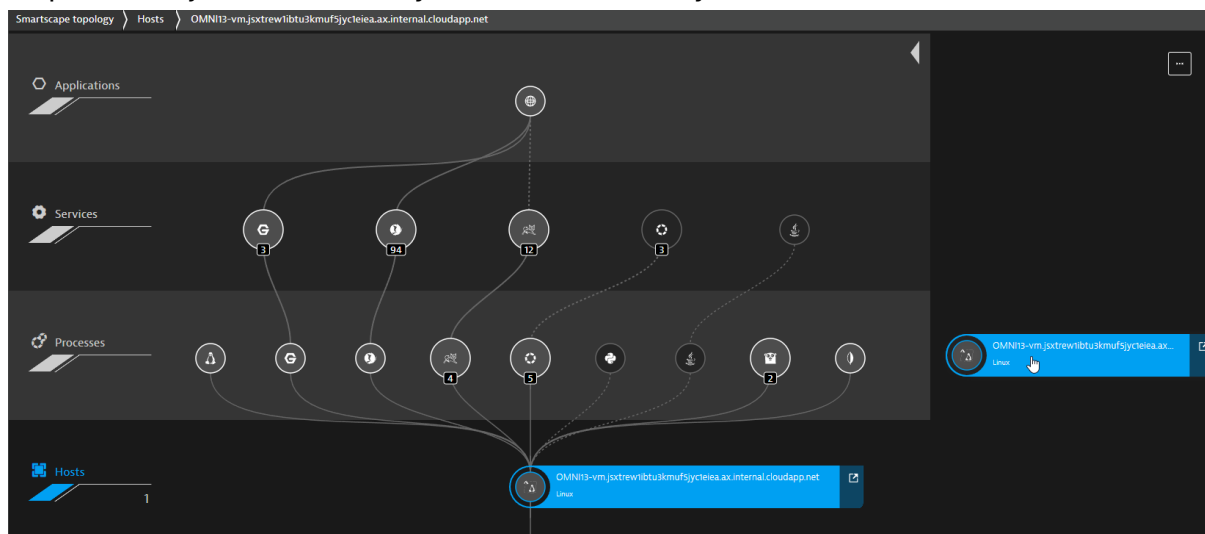 Smartscape topology
Hosts
OMNI13-vm.jsxtrew1ibtu3kmuf5jyc1eiea.ax.internal.cloudapp.net
Applications
Services
3
94
12
3
Processes
4
5
2
OMNI13-vm.jsxtrew1ibtu3kmuf5jyc1eiea.ax...
Linux
Hosts
1
OMNI13-vm.jsxtrew1ibtu3kmuf5jyc1eiea.ax.internal.cloudapp.net
Linux